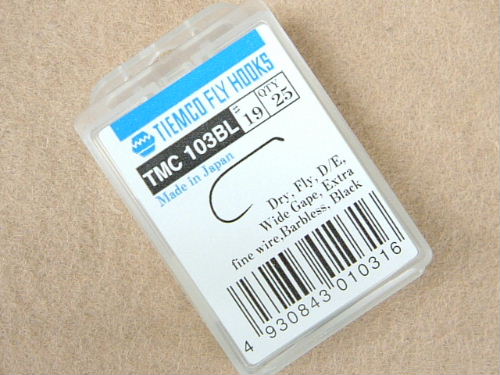 TIEMCO FLY HOOKS
TMC 103BL
SIZE 19
QTY 25
Made in Japan
Dry, Fly, D/E,
Wide Gape, Extra
fine wire,Barbless, Black
4 930843 010316